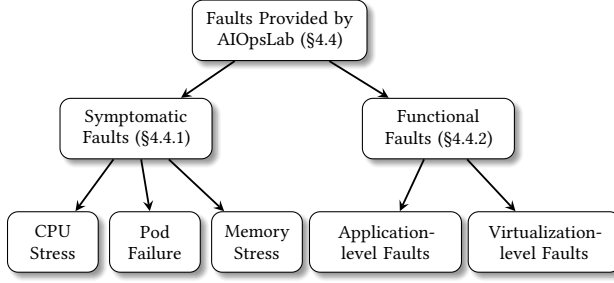 Faults Provided by
AIOpsLab (§4.4)
Symptomatic
Faults (§4.4.1)
Functional
Faults (§4.4.2)
CPU
Stress
Pod
Failure
Memory
Stress
Application-
level Faults
Virtualization-
level Faults